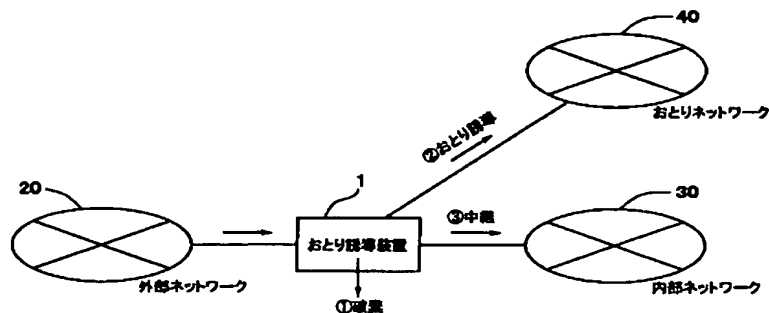 40
おとりネットワーク
②おとり誘導
20
1
30
③中継
おとり誘導装置
外部ネットワーク
内部ネットワーク
①破棄